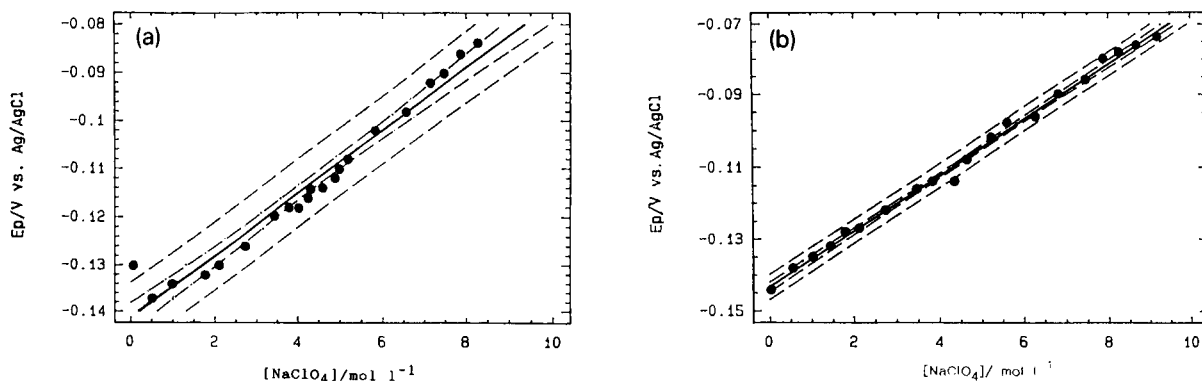 (a)
-0.08
-0.09
-0.1
-0.11
-0.12
-0.13
-0.14
Ep/V vs. Ag/AgCl
0 2 4 6 8 10
[NaClO₄]/mol l⁻¹
(b)
-0.07
-0.09
-0.11
-0.13
-0.15
Ep/V vs. Ag/AgCl
0 2 4 6 8 10
[NaClO₄]/ mol l⁻¹